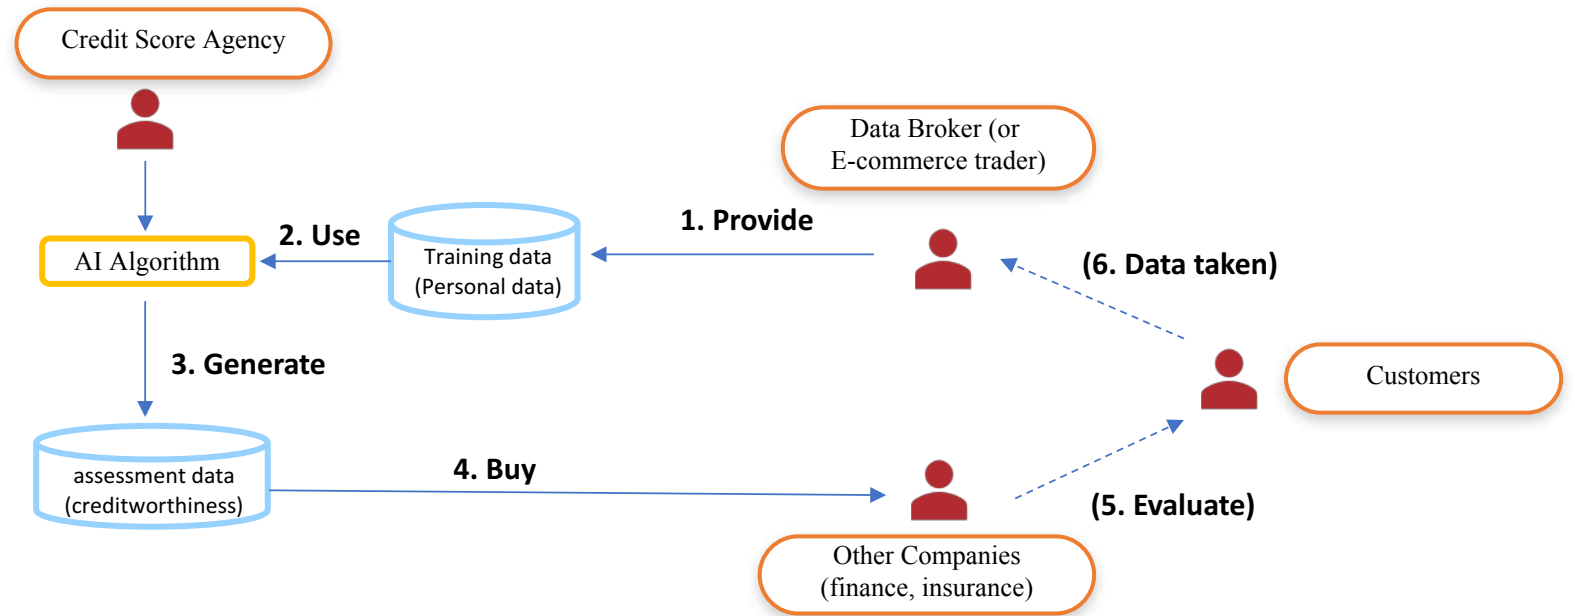 Credit Score Agency
Data Broker (or
E-commerce trader)
1. Provide
2. Use
Training data
(Personal data)
AI Algorithm
(6. Data taken)
3. Generate
Customers
assessment data
(creditworthiness)
4. Buy
(5. Evaluate)
Other Companies
(finance, insurance)